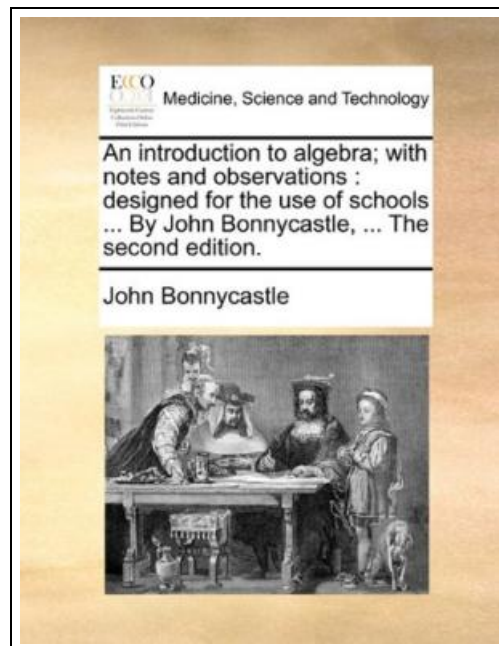 ECCO
Medicine, Science and Technology
An introduction to algebra; with
notes and observations :
designed for the use of schools
... By John Bonnycastle, ... The
second edition.
John Bonnycastle